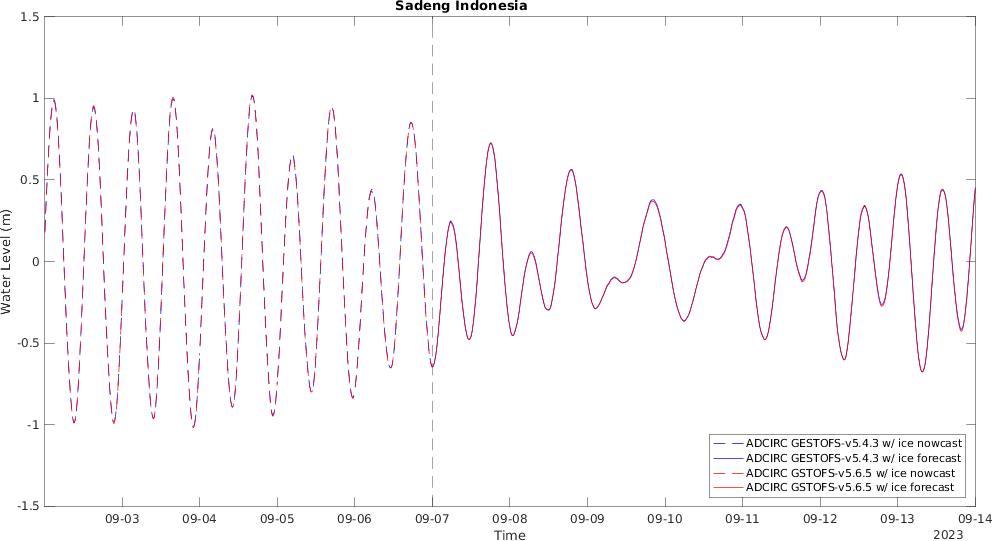 Sadeng Indonesia
1.5
1
0.5
0
-0.5
-1
-1.5
Water Level (m)
ADCIRC GESTOFS-v5.4.3 w/ ice nowcast
ADCIRC GESTOFS-v5.4.3 w/ ice forecast
ADCIRC GSTOFS-v5.6.5 w/ ice nowcast
ADCIRC GSTOFS-v5.6.5 w/ ice forecast
09-03 09-04 09-05 09-06 09-07 09-08 09-09 09-10 09-11 09-12 09-13 09-14
Time
2023